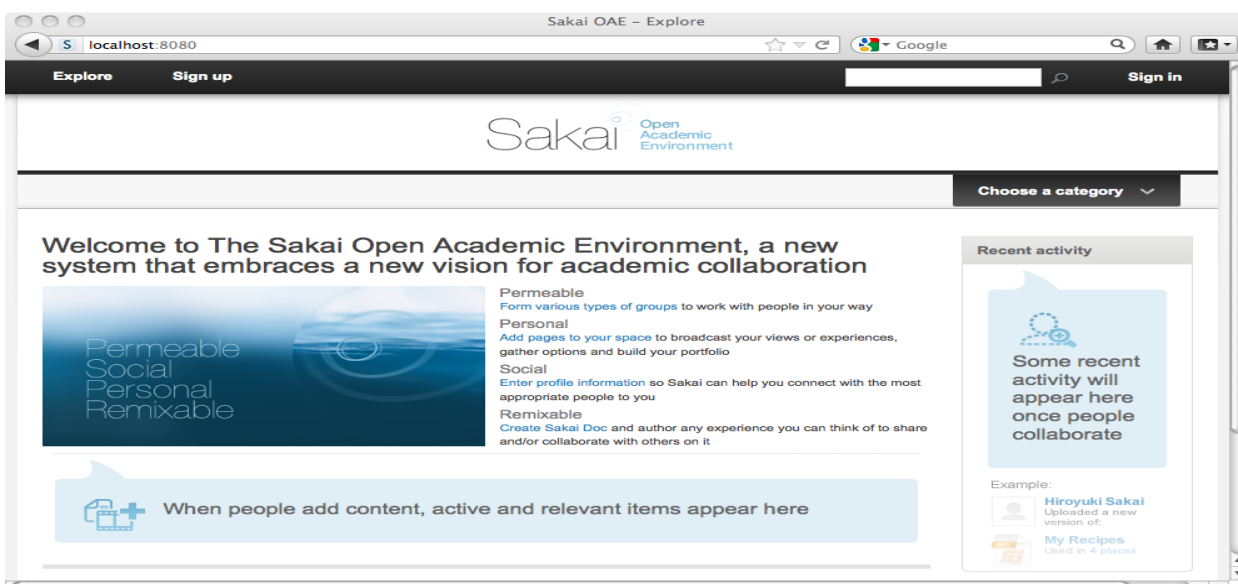 Sakai OAE – Explore
S localhost:8080
Google
Explore Sign up Sign in
Sakai Open
Academic
Environment
Choose a category
Welcome to The Sakai Open Academic Environment, a new
system that embraces a new vision for academic collaboration
Permeable
Social
Personal
Remixable
Permeable
Form various types of groups to work with people in your way
Personal
Add pages to your space to broadcast your views or experiences,
gather options and build your portfolio
Social
Enter profile information so Sakai can help you connect with the most
appropriate people to you
Remixable
Create Sakai Doc and author any experience you can think of to share
and/or collaborate with others on it
When people add content, active and relevant items appear here
Recent activity
Some recent
activity will
appear here
once people
collaborate
Example:
Hiroyuki Sakai
Uploaded a new
version of:
My Recipes
Used in 4 places